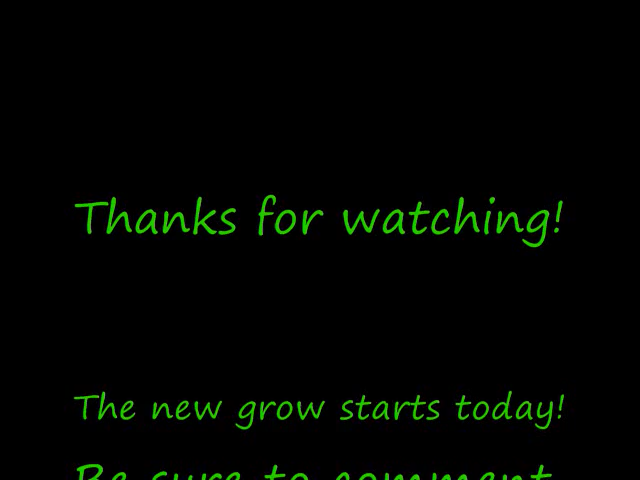 Thanks for watching!
The new grow starts today!
Be sure to comment